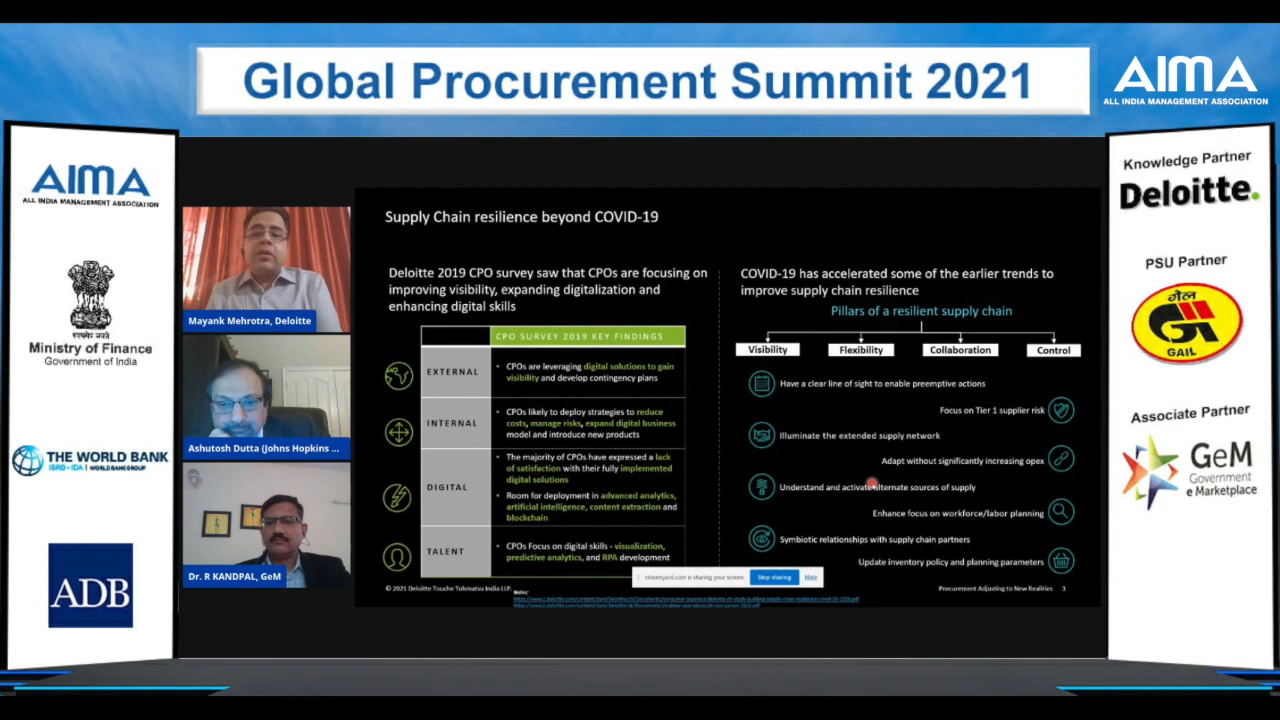 Global Procurement Summit 2021
AIMA
ALL INDIA MANAGEMENT ASSOCIATION
AIMA
ALL INDIA MANAGEMENT ASSOCIATION
सत्यमेव जयते
Ministry of Finance
Government of India
THE WORLD BANK
IBRD • IDA | WORLD BANK GROUP
ADB
Mayank Mehrotra, Deloitte
Ashutosh Dutta (Johns Hopkins ...
Dr. R KANDPAL, GeM
Supply Chain resilience beyond COVID-19
Deloitte 2019 CPO survey saw that CPOs are focusing on
improving visibility, expanding digitalization and
enhancing digital skills
CPO SURVEY 2019 KEY FINDINGS
EXTERNAL
• CPOs are leveraging digital solutions to gain
visibility and develop contingency plans
INTERNAL
• CPOs likely to deploy strategies to reduce
costs, manage risks, expand digital business
model and introduce new products
DIGITAL
• The majority of CPOs have expressed a lack
of satisfaction with their fully implemented
digital solutions
• Room for deployment in advanced analytics,
artificial intelligence, content extraction and
blockchain
TALENT
• CPOs Focus on digital skills - visualization,
predictive analytics, and RPA development
COVID-19 has accelerated some of the earlier trends to
improve supply chain resilience
Pillars of a resilient supply chain
Visibility Flexibility Collaboration Control
Have a clear line of sight to enable preemptive actions
Focus on Tier 1 supplier risk
Illuminate the extended supply network
Adapt without significantly increasing opex
Understand and activate alternate sources of supply
Enhance focus on workforce/labor planning
Symbiotic relationships with supply chain partners
Update inventory policy and planning parameters
streamyard.com is sharing your screen. Stop sharing Hide
© 2021 Deloitte Touche Tohmatsu India LLP.
Notes:
Procurement Adjusting to New Realities 3
Knowledge Partner
Deloitte.
PSU Partner
गेल
GAIL
Associate Partner
GeM
Government
e Marketplace